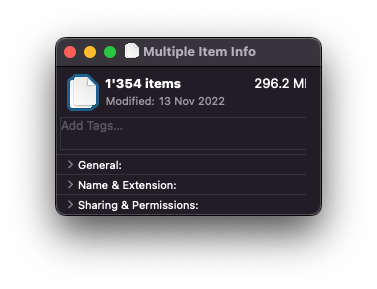 Multiple Item Info
1'354 items 296.2 M
Modified: 13 Nov 2022
Add Tags...
General:
Name & Extension:
Sharing & Permissions: